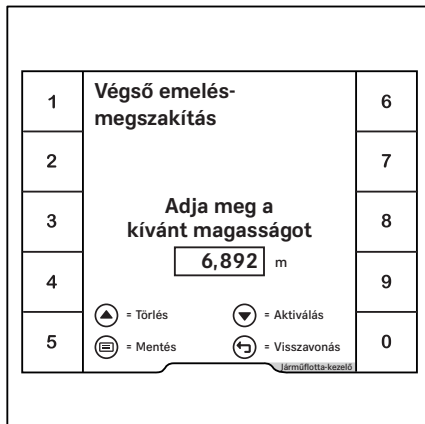 1
2
3
4
5
Végső emelés-
megszakítás
Adja meg a
kívánt magasságot
6,892 m
= Törlés
= Aktiválás
= Mentés
= Visszavonás
Járműflotta-kezelő
6
7
8
9
0